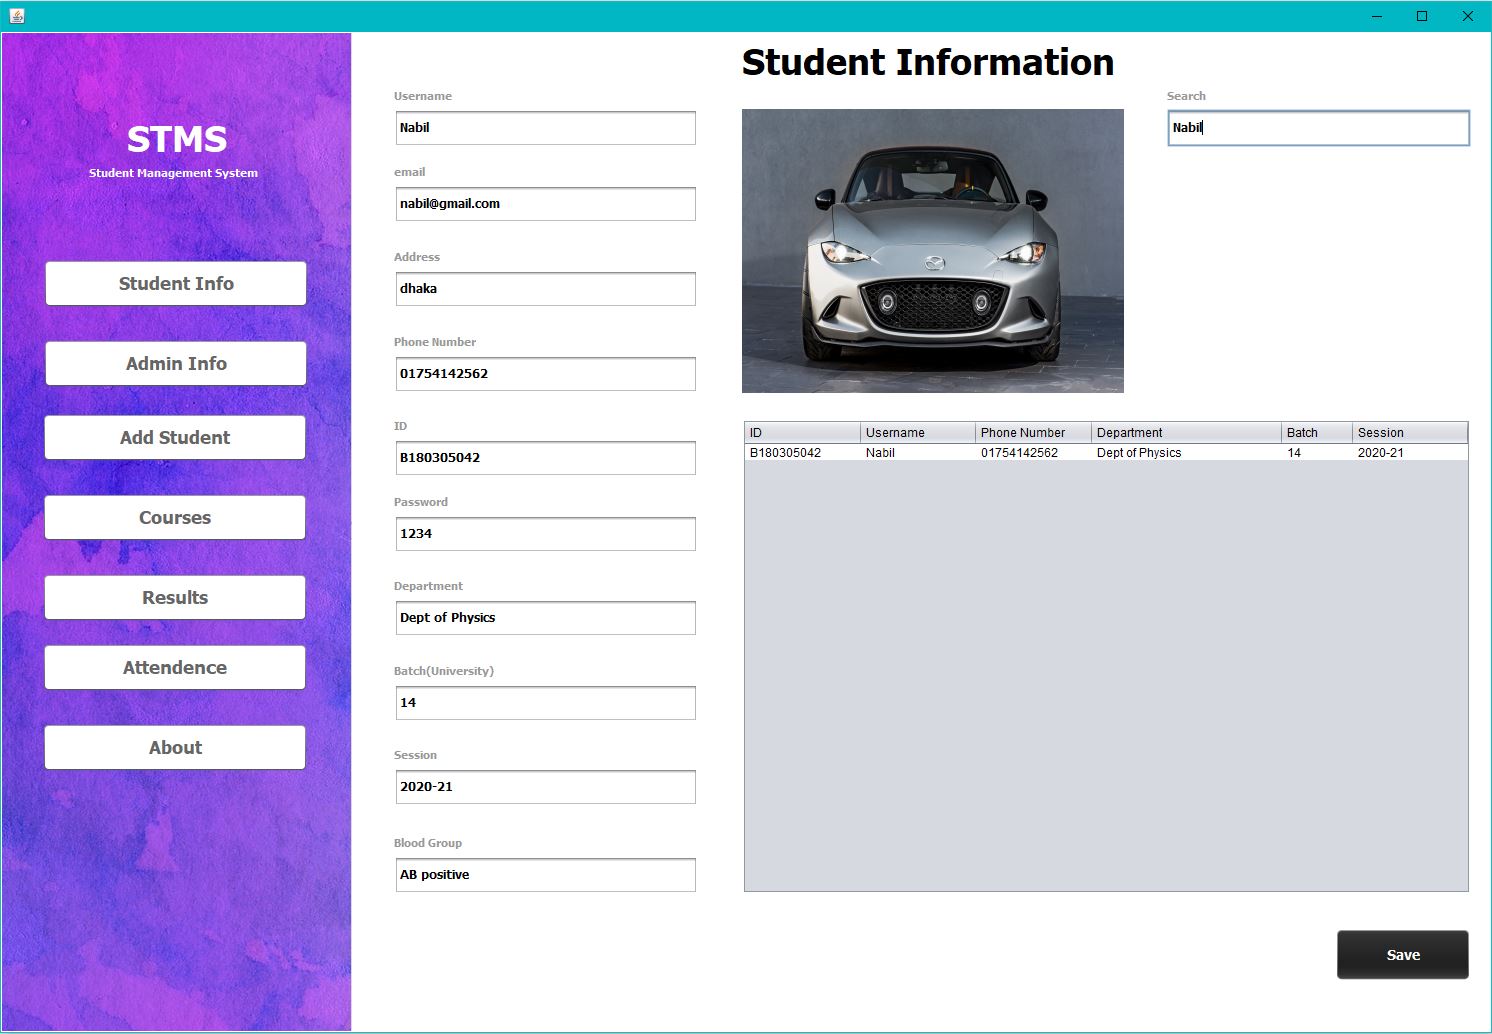 STMS
Student Management System
Student Info
Admin Info
Add Student
Courses
Results
Attendence
About
Student Information
Username
Nabil
email
nabil@gmail.com
Address
dhaka
Phone Number
01754142562
ID
B180305042
Password
1234
Department
Dept of Physics
Batch(University)
14
Session
2020-21
Blood Group
AB positive
Search
Nabil
ID Username Phone Number Department Batch Session
B180305042 Nabil 01754142562 Dept of Physics 14 2020-21
Save